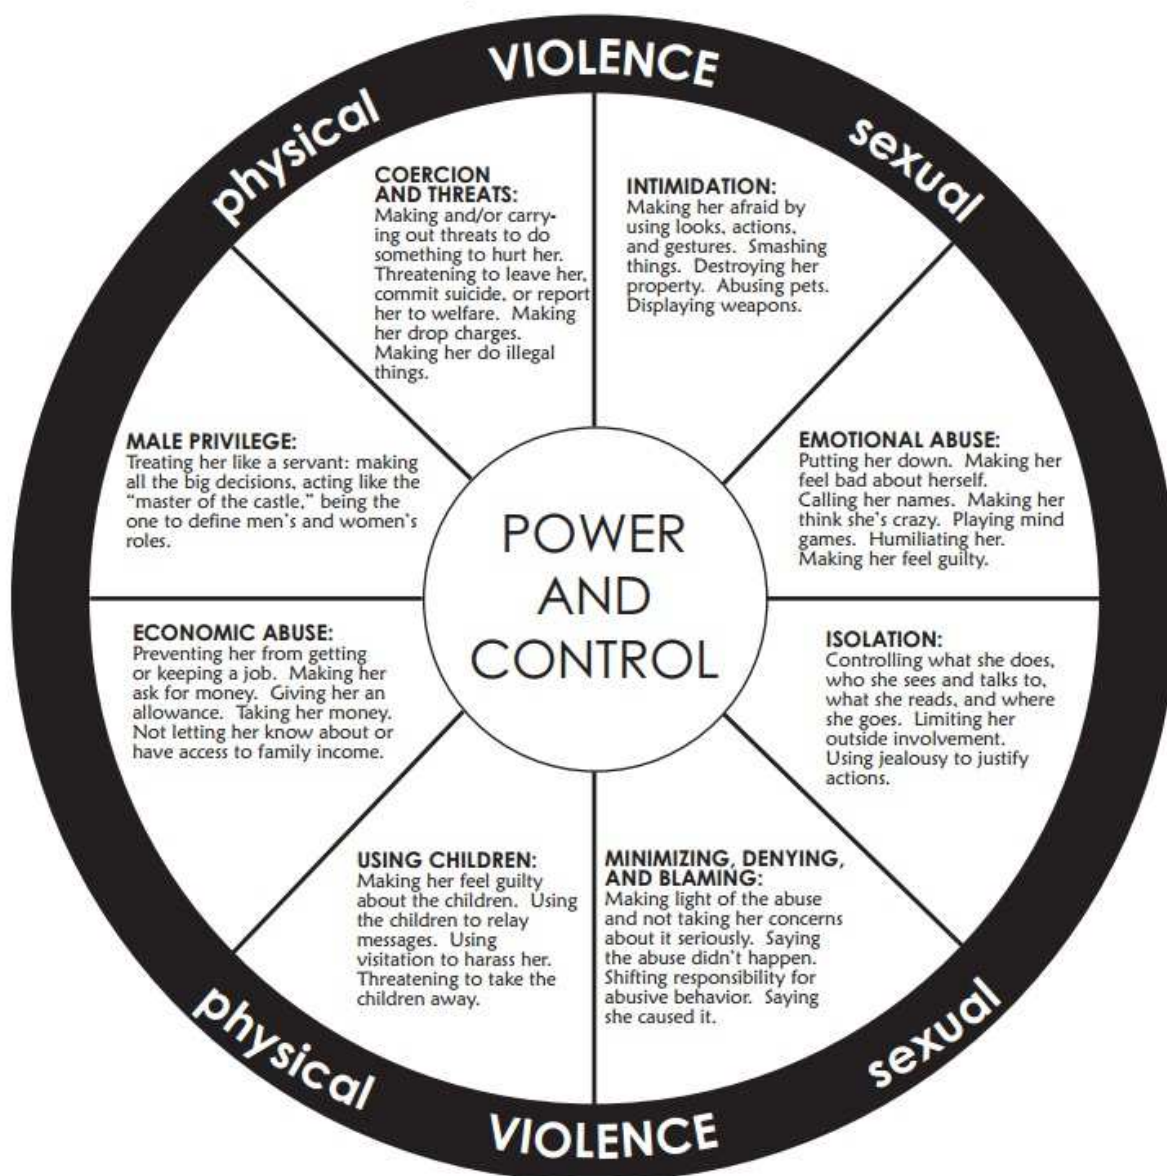 VIOLENCE
physical
sexual
COERCION
AND THREATS:
Making and/or carry-
ing out threats to do
something to hurt her.
Threatening to leave her,
commit suicide, or report
her to welfare. Making
her drop charges.
Making her do illegal
things.
INTIMIDATION:
Making her afraid by
using looks, actions,
and gestures. Smashing
things. Destroying her
property. Abusing pets.
Displaying weapons.
MALE PRIVILEGE:
Treating her like a servant: making
all the big decisions, acting like the
“master of the castle,” being the
one to define men’s and women’s
roles.
EMOTIONAL ABUSE:
Putting her down. Making her
feel bad about herself.
Calling her names. Making her
think she’s crazy. Playing mind
games. Humiliating her.
Making her feel guilty.
POWER
AND
CONTROL
ECONOMIC ABUSE:
Preventing her from getting
or keeping a job. Making her
ask for money. Giving her an
allowance. Taking her money.
Not letting her know about or
have access to family income.
ISOLATION:
Controlling what she does,
who she sees and talks to,
what she reads, and where
she goes. Limiting her
outside involvement.
Using jealousy to justify
actions.
USING CHILDREN:
Making her feel guilty
about the children. Using
the children to relay
messages. Using
visitation to harass her.
Threatening to take the
children away.
MINIMIZING, DENYING,
AND BLAMING:
Making light of the abuse
and not taking her concerns
about it seriously. Saying
the abuse didn’t happen.
Shifting responsibility for
abusive behavior. Saying
she caused it.
physical
sexual
VIOLENCE